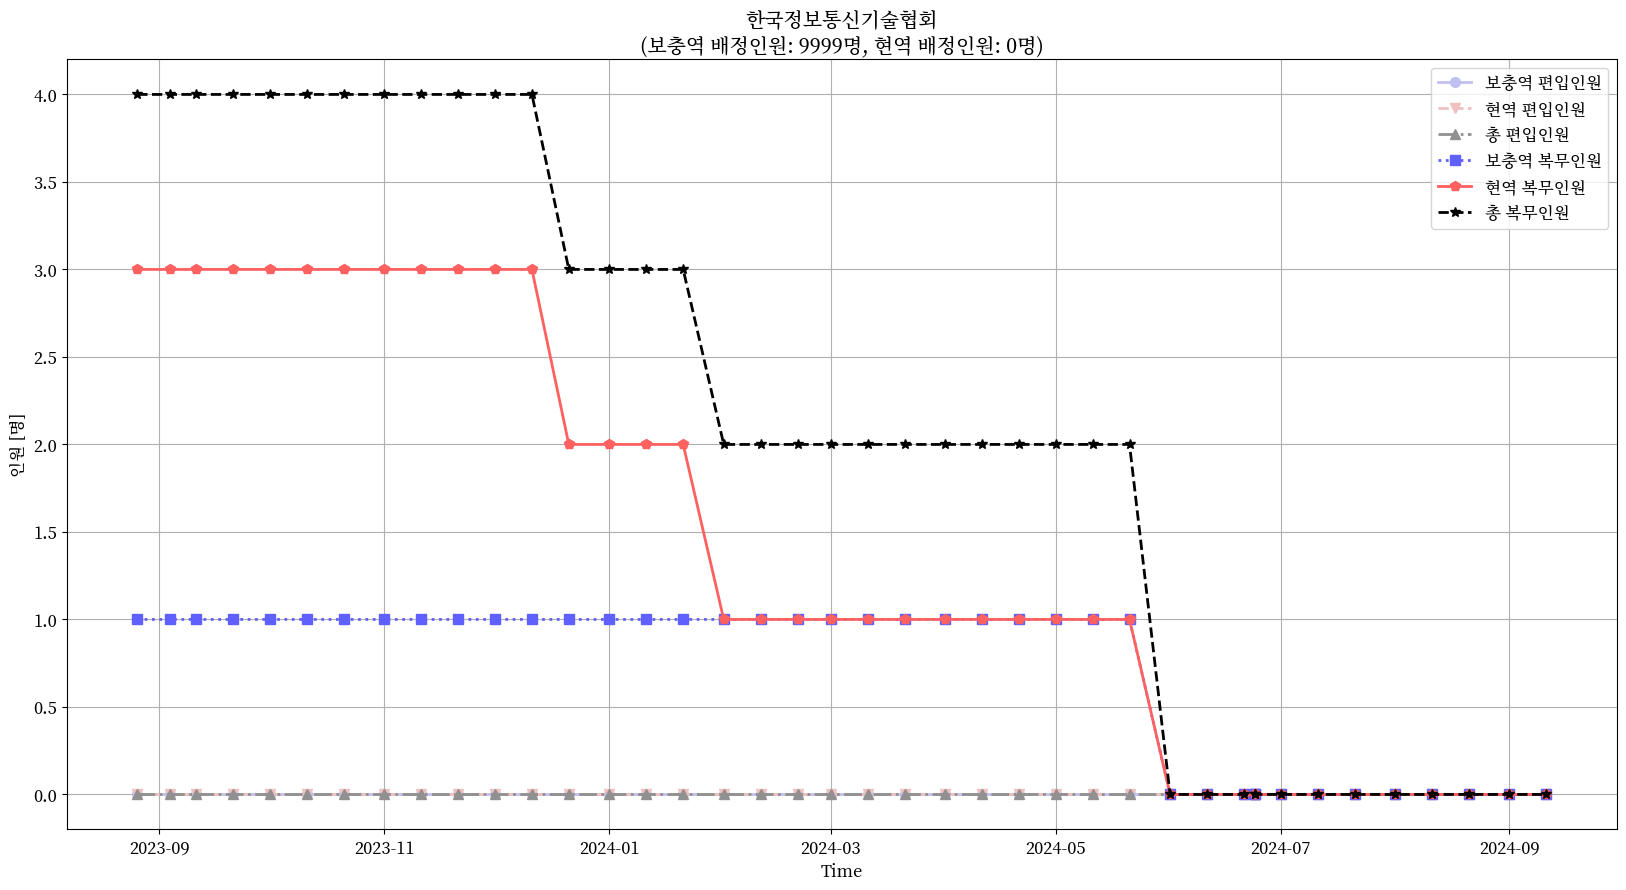 한국정보통신기술협회
(보충역 배정인원: 9999명, 현역 배정인원: 0명)
보충역 편입인원
현역 편입인원
총 편입인원
보충역 복무인원
현역 복무인원
총 복무인원
인원 [명]
4.0
3.5
3.0
2.5
2.0
1.5
1.0
0.5
0.0
2023-09
2023-11
2024-01
2024-03
2024-05
2024-07
2024-09
Time